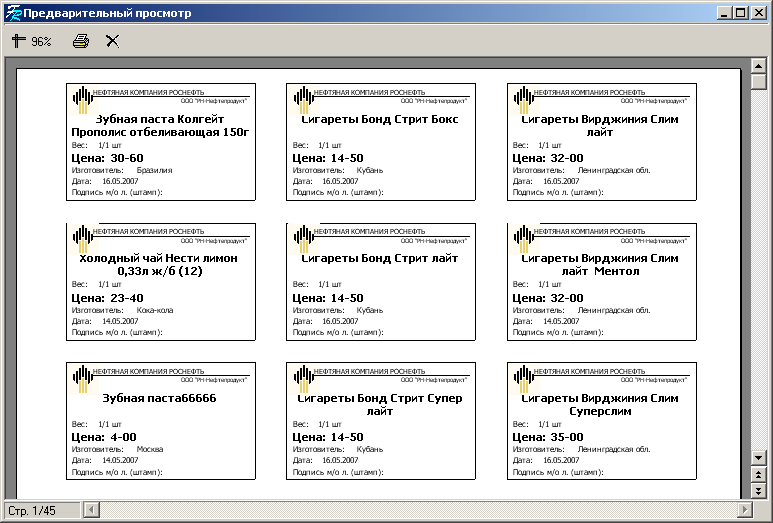 Предварительный просмотр
96%
НЕФТЯНАЯ КОМПАНИЯ РОСНЕФТЬ
ООО "РН-Нефтепродукт"
Зубная паста Колгейт
Прополис отбеливающая 150г
Вес: 1/1 шт
Цена: 30-60
Изготовитель: Бразилия
Дата: 16.05.2007
Подпись м/о л. (штамп):
НЕФТЯНАЯ КОМПАНИЯ РОСНЕФТЬ
ООО "РН-Нефтепродукт"
Сигареты Бонд Стрит Бокс
Вес: 1/1 шт
Цена: 14-50
Изготовитель: Кубань
Дата: 16.05.2007
Подпись м/о л. (штамп):
НЕФТЯНАЯ КОМПАНИЯ РОСНЕФТЬ
ООО "РН-Нефтепродукт"
Сигареты Вирджиния Слим
лайт
Вес: 1/1 шт
Цена: 32-00
Изготовитель: Ленинградская обл.
Дата: 16.05.2007
Подпись м/о л. (штамп):
НЕФТЯНАЯ КОМПАНИЯ РОСНЕФТЬ
ООО "РН-Нефтепродукт"
Холодный чай Нести лимон
0,33л ж/б (12)
Вес: 1/1 шт
Цена: 23-40
Изготовитель: Кока-кола
Дата: 14.05.2007
Подпись м/о л. (штамп):
НЕФТЯНАЯ КОМПАНИЯ РОСНЕФТЬ
ООО "РН-Нефтепродукт"
Сигареты Бонд Стрит лайт
Вес: 1/1 шт
Цена: 14-50
Изготовитель: Кубань
Дата: 16.05.2007
Подпись м/о л. (штамп):
НЕФТЯНАЯ КОМПАНИЯ РОСНЕФТЬ
ООО "РН-Нефтепродукт"
Сигареты Вирджиния Слим
лайт Ментол
Вес: 1/1 шт
Цена: 32-00
Изготовитель: Ленинградская обл.
Дата: 14.05.2007
Подпись м/о л. (штамп):
НЕФТЯНАЯ КОМПАНИЯ РОСНЕФТЬ
ООО "РН-Нефтепродукт"
Зубная паста66666
Вес: 1/1 шт
Цена: 4-00
Изготовитель: Москва
Дата: 14.05.2007
Подпись м/о л. (штамп):
НЕФТЯНАЯ КОМПАНИЯ РОСНЕФТЬ
ООО "РН-Нефтепродукт"
Сигареты Бонд Стрит Супер
лайт
Вес: 1/1 шт
Цена: 14-50
Изготовитель: Кубань
Дата: 16.05.2007
Подпись м/о л. (штамп):
НЕФТЯНАЯ КОМПАНИЯ РОСНЕФТЬ
ООО "РН-Нефтепродукт"
Сигареты Вирджиния Слим
Суперслим
Вес: 1/1 шт
Цена: 35-00
Изготовитель: Ленинградская обл.
Дата: 16.05.2007
Подпись м/о л. (штамп):
Стр. 1/45